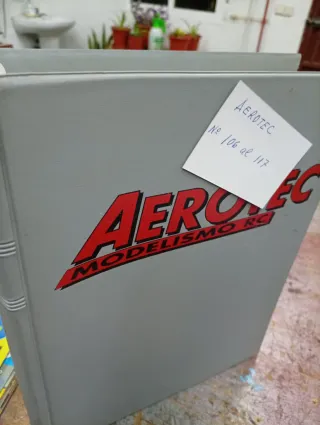 AEROTEC
Nº 106 al 117
AEROTEC
MODELISMO RC